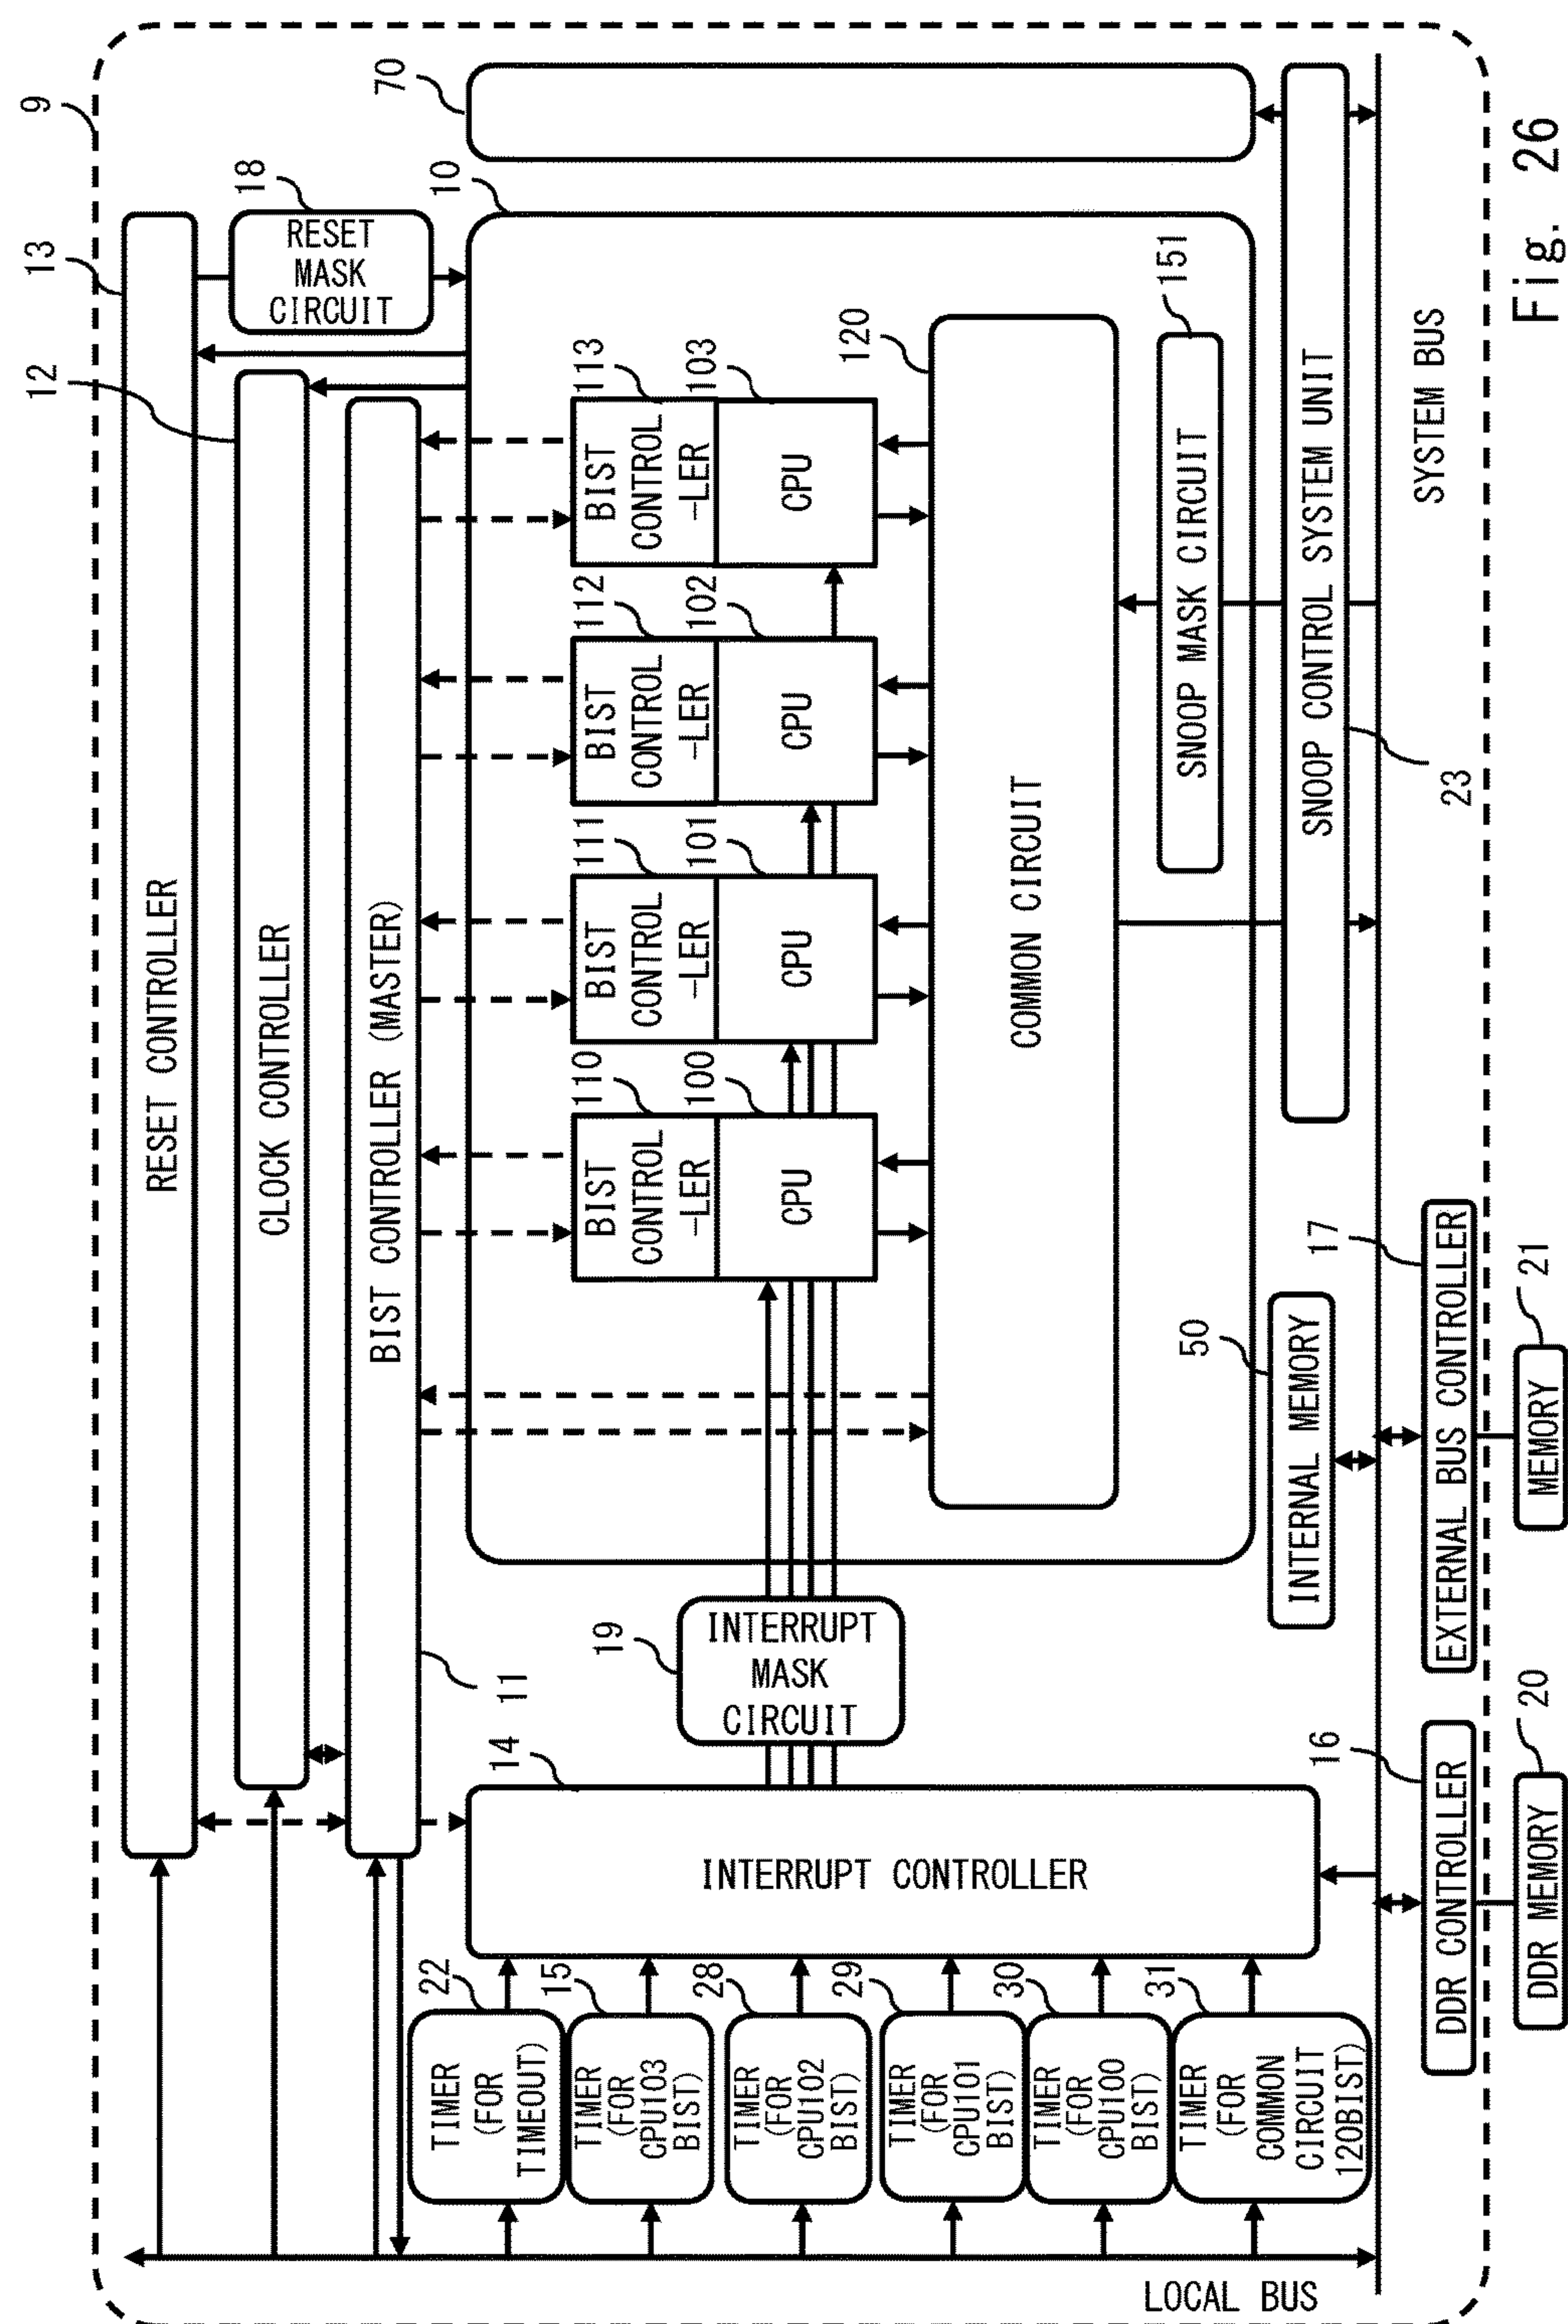 9
13
RESET CONTROLLER
12
CLOCK CONTROLLER
18
RESET
MASK
CIRCUIT
BIST CONTROLLER (MASTER)
11
70
10
110
BIST
CONTROL
-LER
100
CPU
111
BIST
CONTROL
-LER
101
CPU
112
BIST
CONTROL
-LER
102
CPU
113
BIST
CONTROL
-LER
103
CPU
19
INTERRUPT
MASK
CIRCUIT
14
INTERRUPT CONTROLLER
120
COMMON CIRCUIT
151
SNOOP MASK CIRCUIT
SNOOP CONTROL SYSTEM UNIT
23
22
TIMER
(FOR
TIMEOUT)
15
TIMER
(FOR
CPU103
BIST)
28
TIMER
(FOR
CPU102
BIST)
29
TIMER
(FOR
CPU101
BIST)
30
TIMER
(FOR
CPU100
BIST)
31
TIMER
(FOR
COMMON
CIRCUIT
120BIST)
50
INTERNAL MEMORY
LOCAL BUS
SYSTEM BUS
16
DDR CONTROLLER
20
DDR MEMORY
17
EXTERNAL BUS CONTROLLER
21
MEMORY
Fig. 26